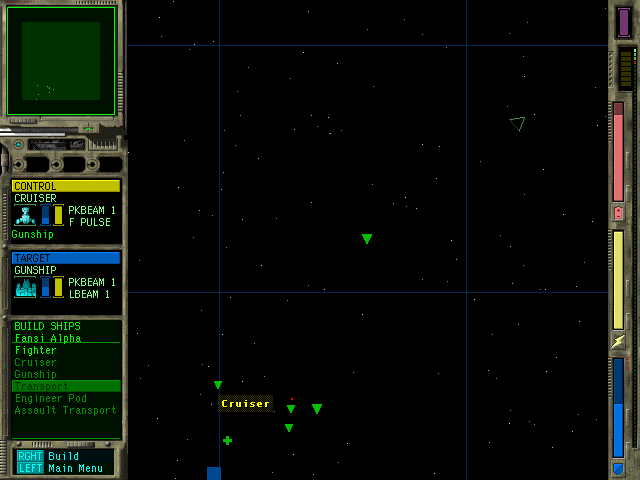 CONTROL
CRUISER
PKBEAM 1
F PULSE
Gunship
TARGET
GUNSHIP
PKBEAM 1
LBEAM 1
BUILD SHIPS
Fansi Alpha
Fighter
Cruiser
Gunship
Transport
Engineer Pod
Assault Transport
RGHT Build
LEFT Main Menu
Cruiser